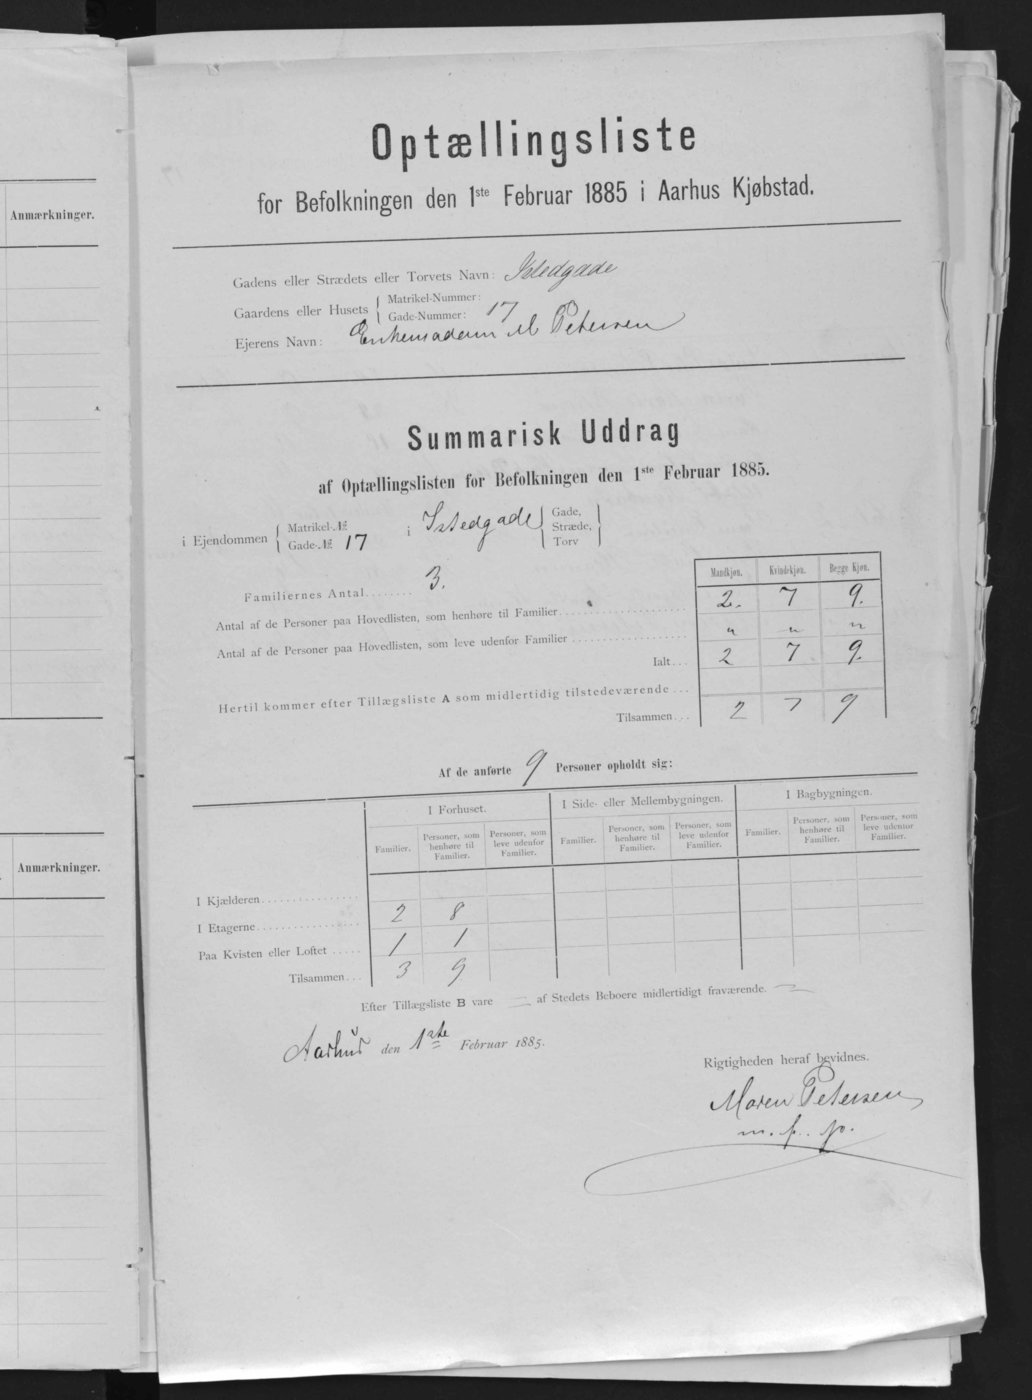 Anmærkninger.
Anmærkninger.
Optællingsliste
for Befolkningen den 1ste Februar 1885 i Aarhus Kjøbstad.
Gadens eller Strædets eller Torvets Navn: Istedgade
Gaardens eller Husets { Matrikel-Nummer:
Gade-Nummer: 17
Ejerens Navn: Enkemadam M Petersen
Summarisk Uddrag
af Optællingslisten for Befolkningen den 1ste Februar 1885.
i Ejendommen { Matrikel-№
Gade-№ 17 } i Istedgade { Gade,
Stræde,
Torv }
Mandkjøn. Kvindekjøn. Begge Kjøn.
Familiernes Antal........ 3.
Antal af de Personer paa Hovedlisten, som henhøre til Familier 2. 7 9.
Antal af de Personer paa Hovedlisten, som leve udenfor Familier " " "
Ialt... 2 7 9.
Hertil kommer efter Tillægsliste A som midlertidig tilstedeværende ...
Tilsammen... 2 7 9
Af de anførte 9 Personer opholdt sig:
I Forhuset. I Side- eller Mellembygningen. I Bagbygningen.
Familier. Personer, som henhøre til Familier. Personer, som leve udenfor Familier. Familier. Personer, som henhøre til Familier. Personer, som leve udenfor Familier. Familier. Personer, som henhøre til Familier. Personer, som leve udenfor Familier.
I Kjælderen
I Etagerne 2 8
Paa Kvisten eller Loftet 1 1
Tilsammen... 3 9
Efter Tillægsliste B vare — af Stedets Beboere midlertidigt fraværende.
Aarhus den 1ste Februar 1885.
Rigtigheden heraf bevidnes.
Maren Petersen
m. f. p.